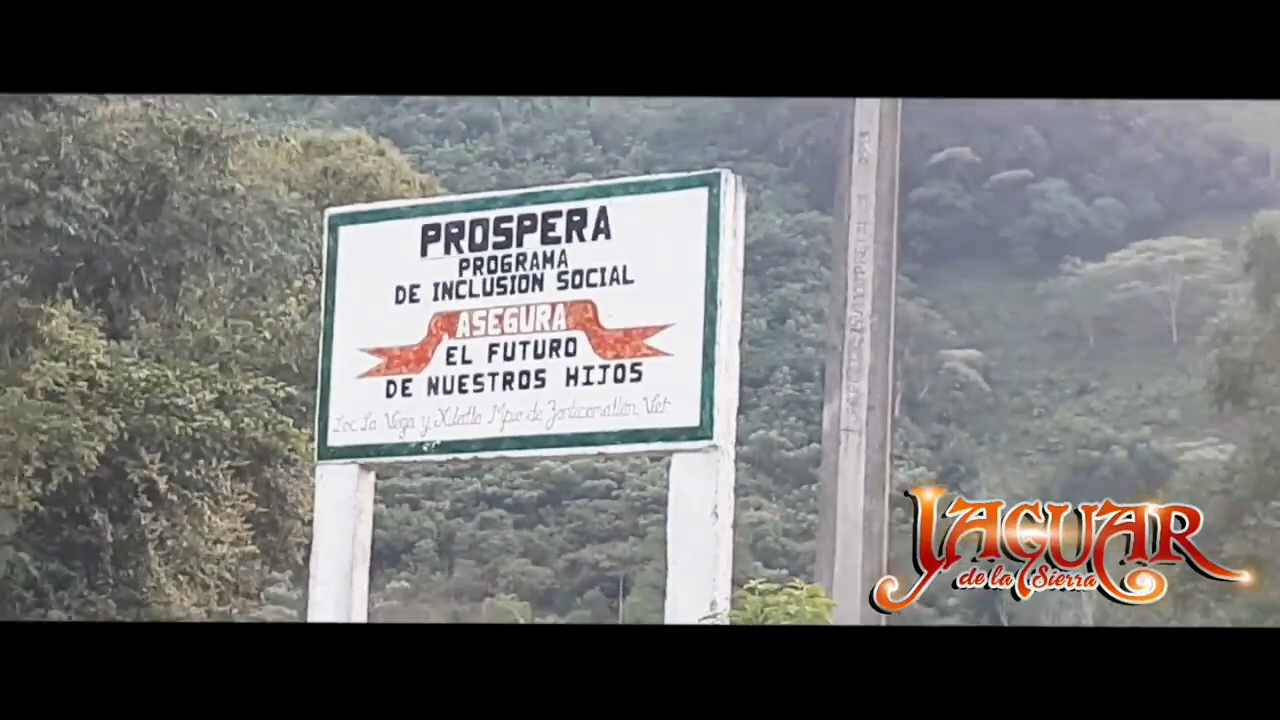 PROSPERA
PROGRAMA
DE INCLUSION SOCIAL
ASEGURA
EL FUTURO
DE NUESTROS HIJOS
Loc La Vega y Xilotla Mpio de Zontecomatlan Ver
JAGUAR
de la Sierra